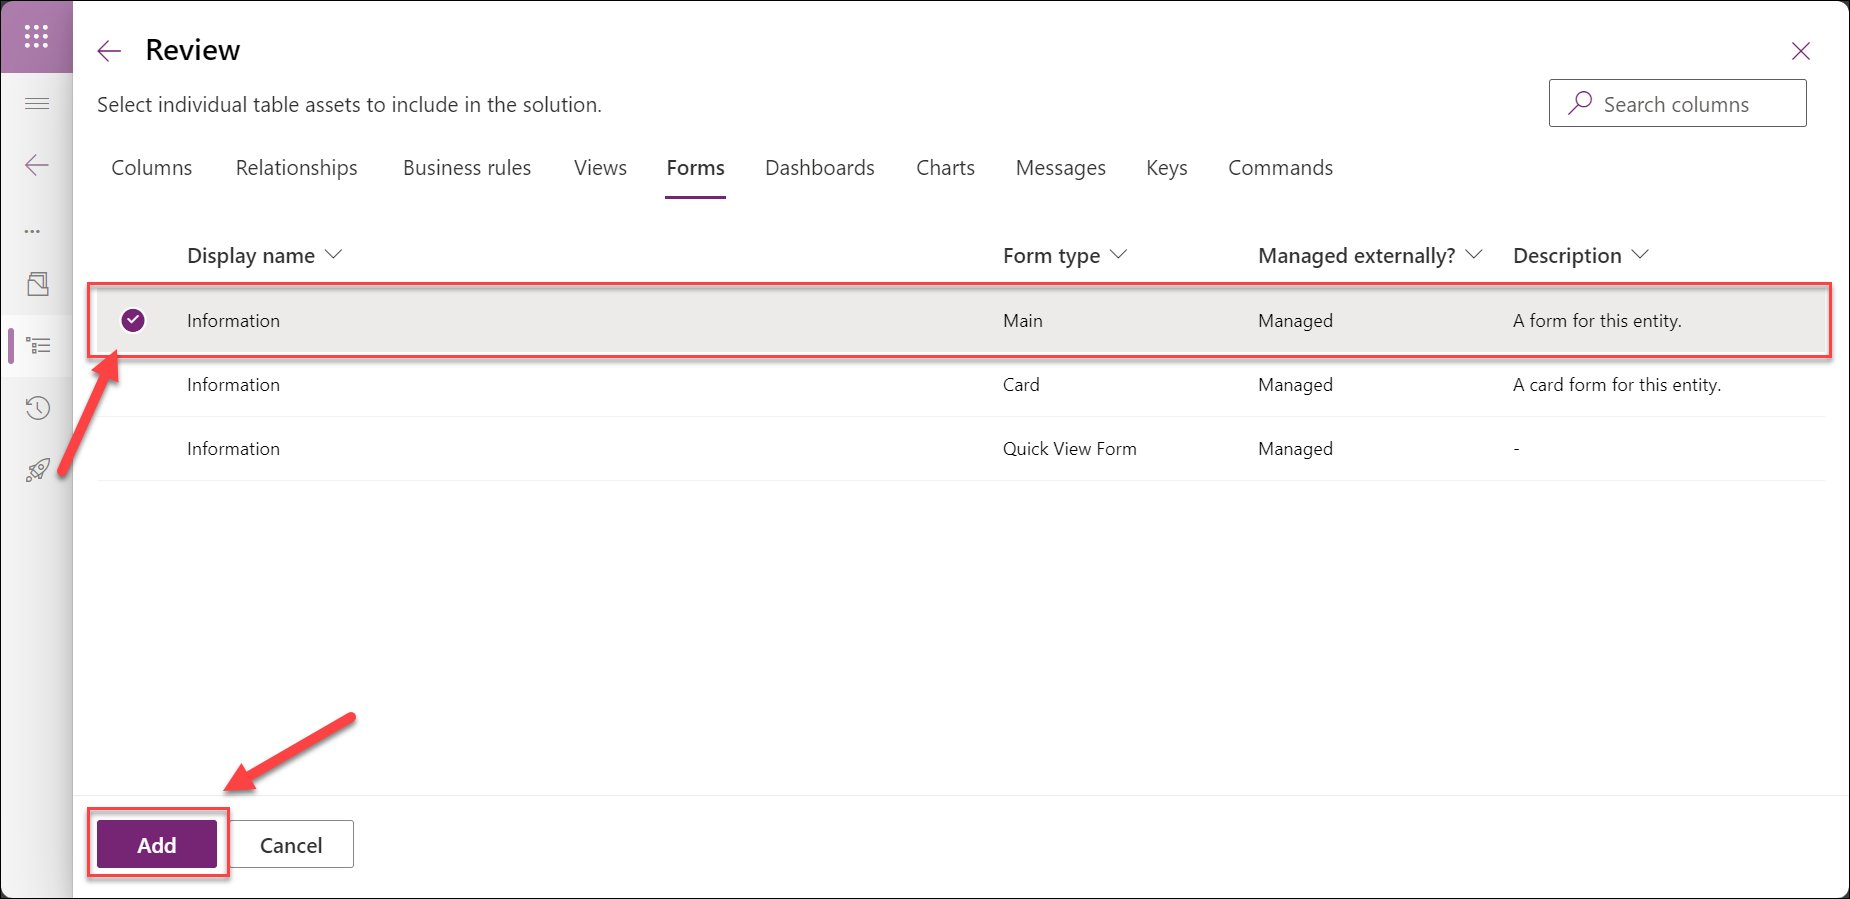 Review
Select individual table assets to include in the solution.
Search columns
Columns Relationships Business rules Views Forms Dashboards Charts Messages Keys Commands
Display name Form type Managed externally? Description
Information Main Managed A form for this entity.
Information Card Managed A card form for this entity.
Information Quick View Form Managed -
Add Cancel